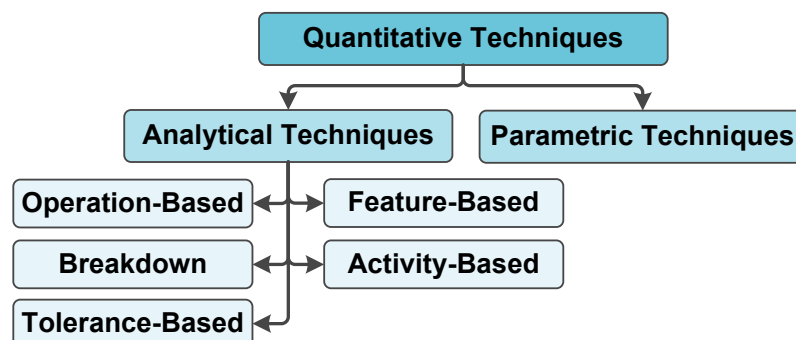 Quantitative Techniques
Analytical Techniques
Parametric Techniques
Operation-Based
Feature-Based
Breakdown
Activity-Based
Tolerance-Based